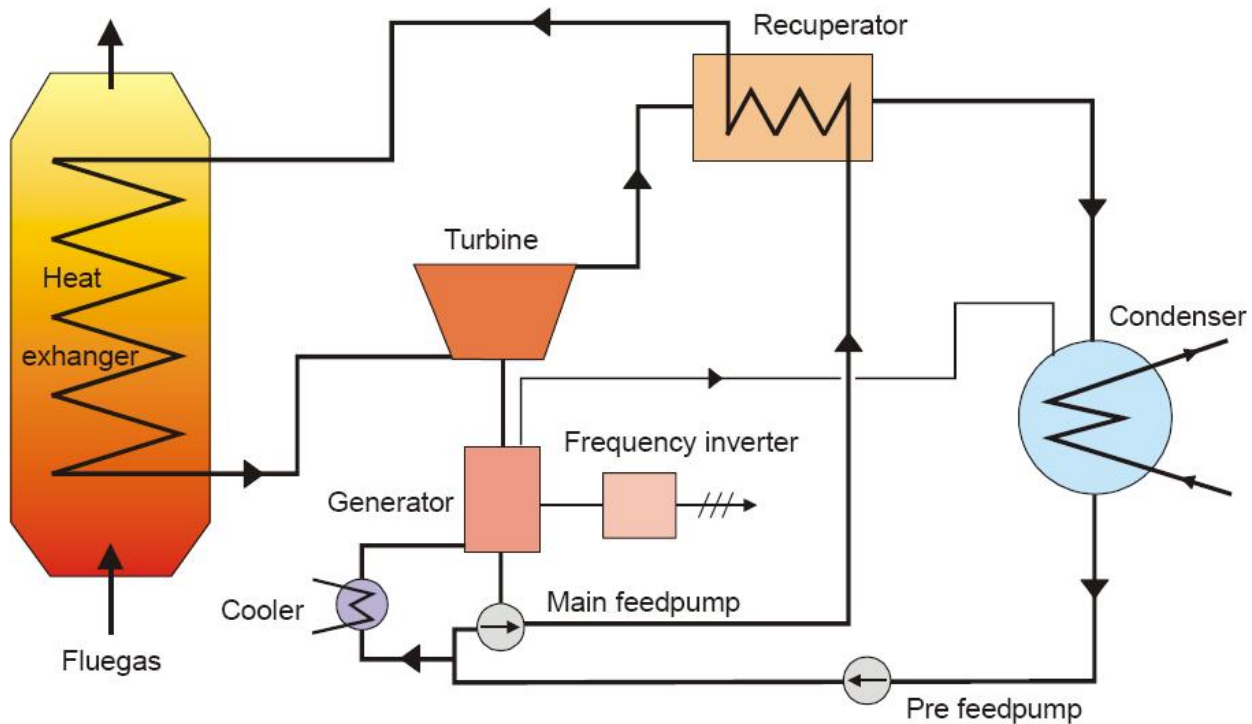 Recuperator
Turbine
Heat
exhanger
Condenser
Frequency inverter
Generator
Main feedpump
Cooler
Fluegas
Pre feedpump